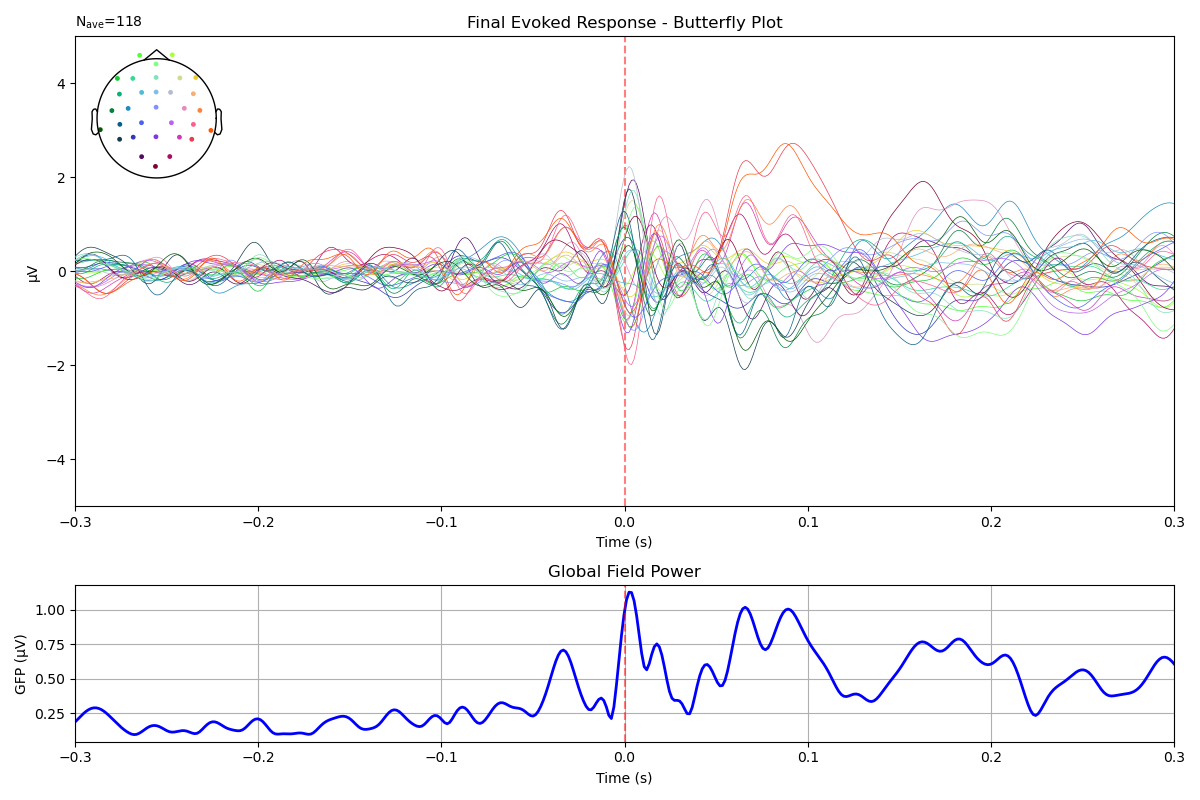 N_ave=118
Final Evoked Response - Butterfly Plot
µV
4
2
0
−2
−4
−0.3 −0.2 −0.1 0.0 0.1 0.2 0.3
Time (s)
Global Field Power
GFP (µV)
1.00
0.75
0.50
0.25
−0.3 −0.2 −0.1 0.0 0.1 0.2 0.3
Time (s)